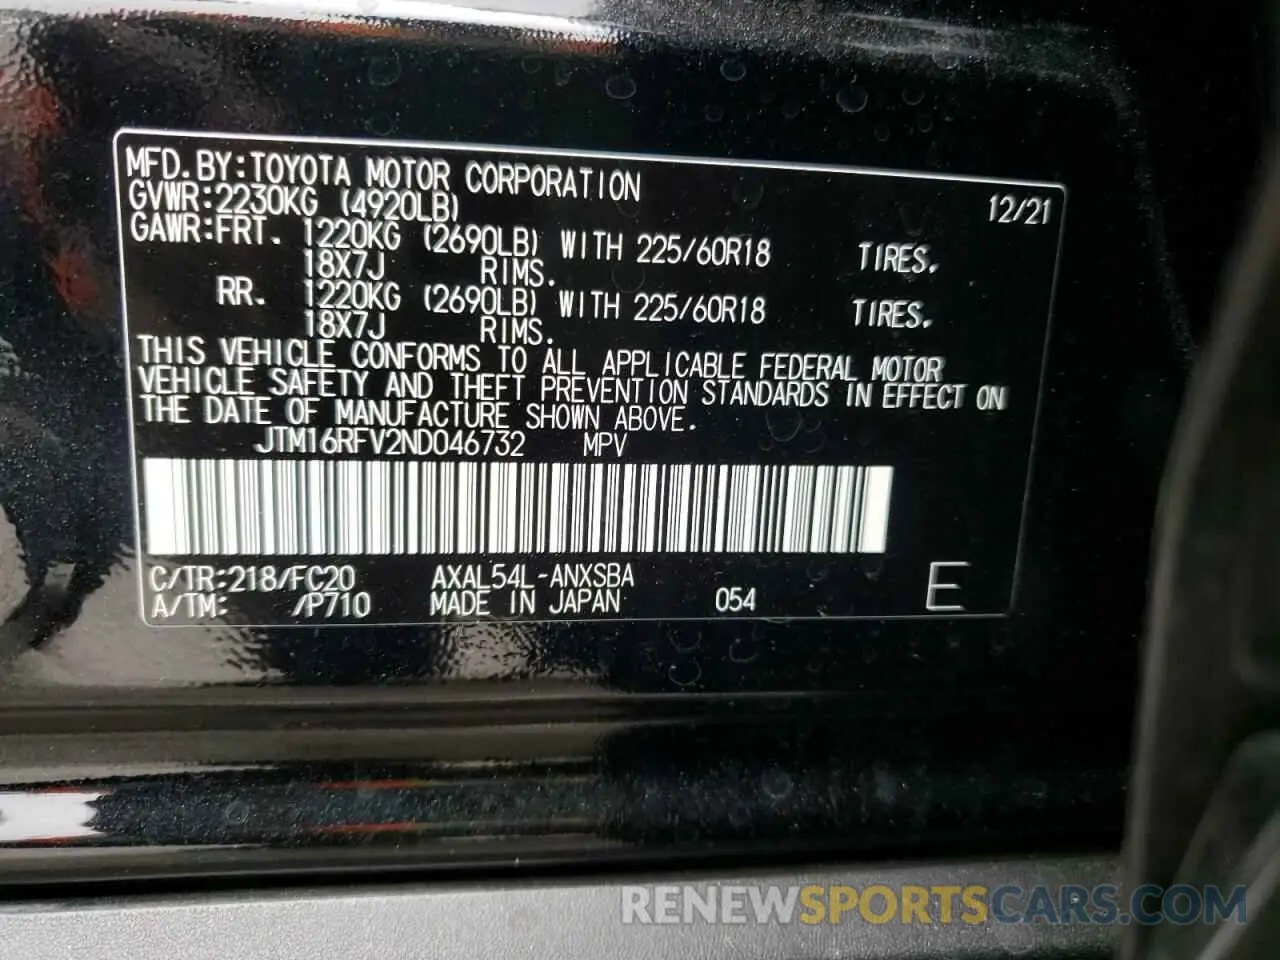 MFD.BY:TOYOTA MOTOR CORPORATION 12/21
GVWR:2230KG (4920LB)
GAWR:FRT. 1220KG (2690LB) WITH 225/60R18 TIRES.
18X7J RIMS.
RR. 1220KG (2690LB) WITH 225/60R18 TIRES.
18X7J RIMS.
THIS VEHICLE CONFORMS TO ALL APPLICABLE FEDERAL MOTOR
VEHICLE SAFETY AND THEFT PREVENTION STANDARDS IN EFFECT ON
THE DATE OF MANUFACTURE SHOWN ABOVE.
JTM16RFV2ND046732 MPV
C/TR:218/FC20 AXAL54L-ANXSBA
A/TM: /P710 MADE IN JAPAN 054 E
RENEWSPORTSCARS.COM